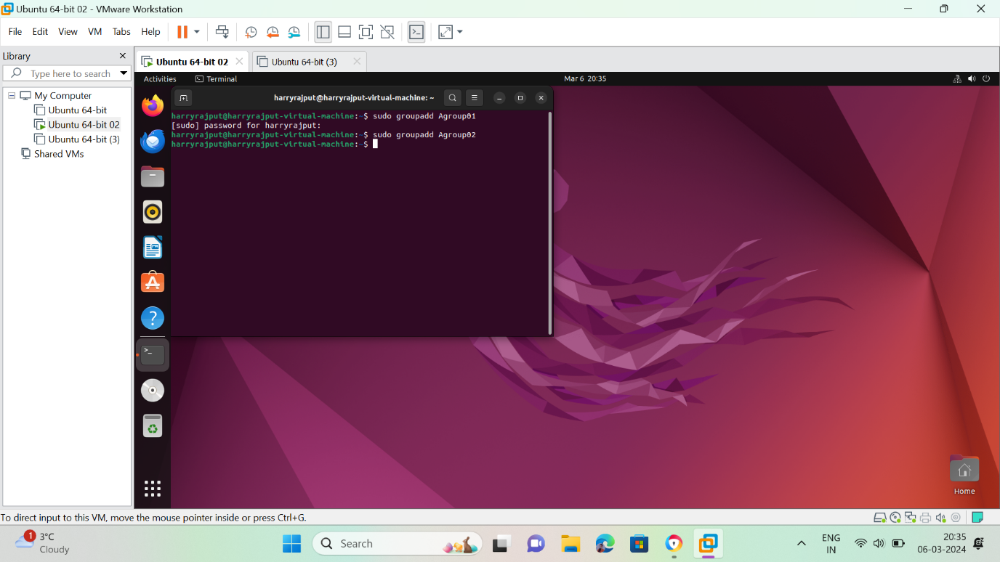 Ubuntu 64-bit 02 - VMware Workstation
File Edit View VM Tabs Help
Library
Type here to search
My Computer
Ubuntu 64-bit
Ubuntu 64-bit 02
Ubuntu 64-bit (3)
Shared VMs
Ubuntu 64-bit 02
Ubuntu 64-bit (3)
Activities
Terminal
Mar 6 20:35
harryrajput@harryrajput-virtual-machine: ~
harryrajput@harryrajput-virtual-machine:~$ sudo groupadd Agroup01
[sudo] password for harryrajput:
harryrajput@harryrajput-virtual-machine:~$ sudo groupadd Agroup02
harryrajput@harryrajput-virtual-machine:~$
Home
To direct input to this VM, move the mouse pointer inside or press Ctrl+G.
1
3°C
Cloudy
Search
ENG
IN
20:35
06-03-2024